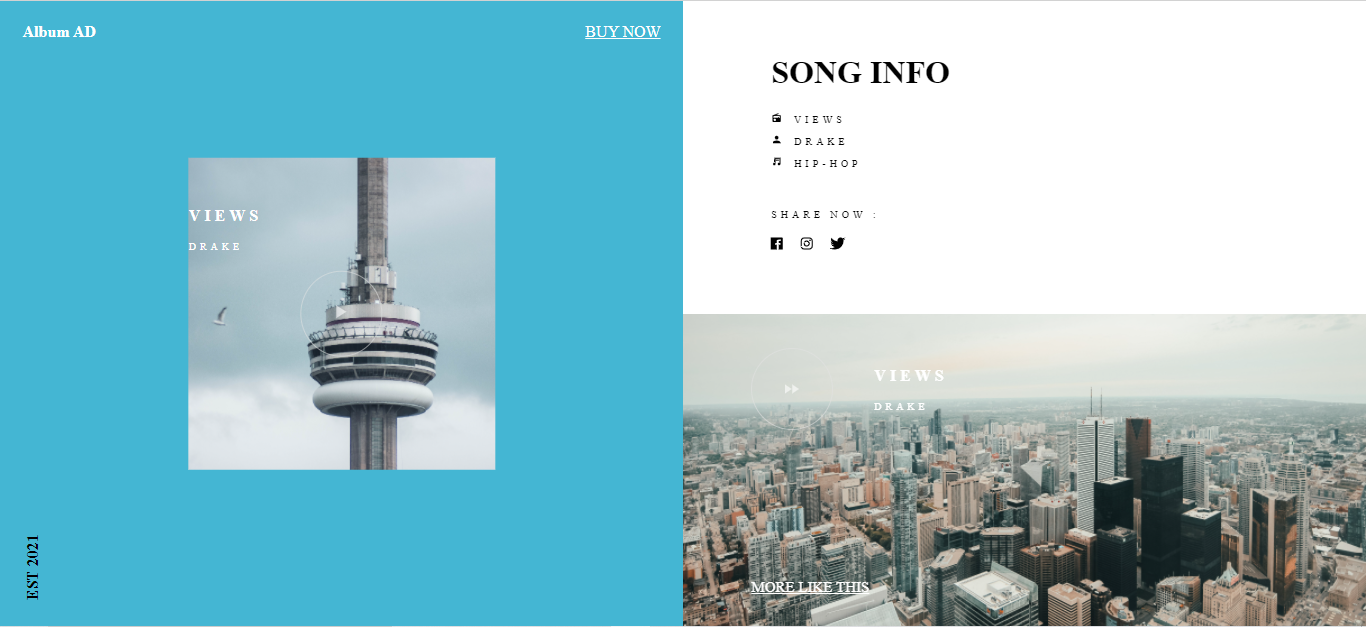 Album AD
BUY NOW
VIEWS
DRAKE
EST 2021
SONG INFO
VIEWS
DRAKE
HIP-HOP
SHARE NOW :
VIEWS
DRAKE
MORE LIKE THIS